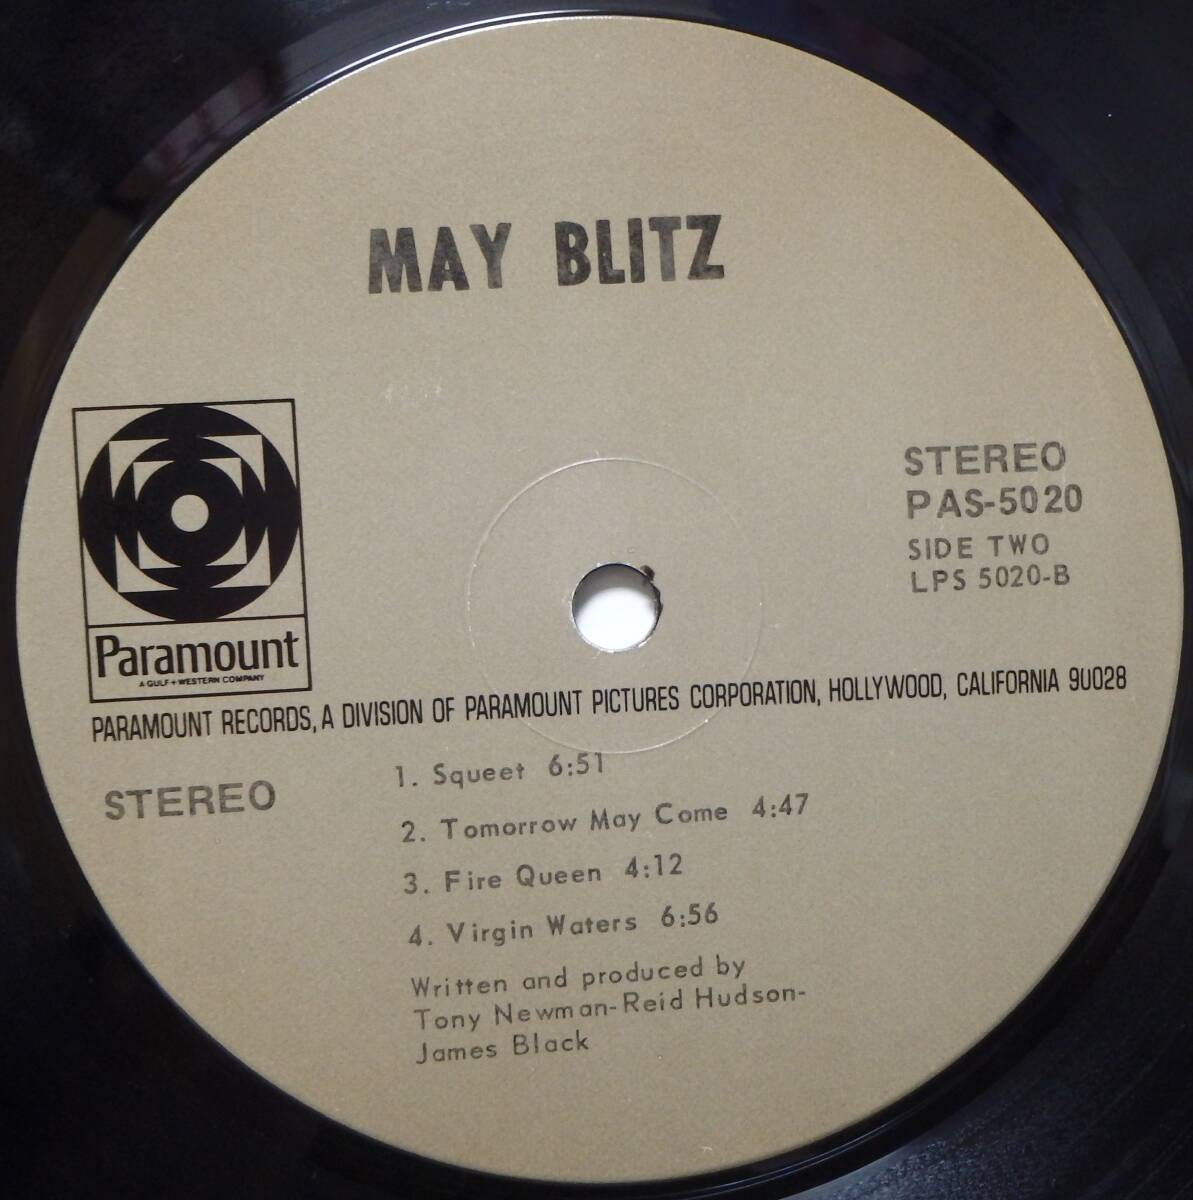 MAY BLITZ
STEREO
PAS-5020
SIDE TWO
LPS 5020-B
Paramount
A GULF+WESTERN COMPANY
PARAMOUNT RECORDS, A DIVISION OF PARAMOUNT PICTURES CORPORATION, HOLLYWOOD, CALIFORNIA 90028
STEREO
1. Squeet 6:51
2. Tomorrow May Come 4:47
3. Fire Queen 4:12
4. Virgin Waters 6:56
Written and produced by
Tony Newman-Reid Hudson-
James Black